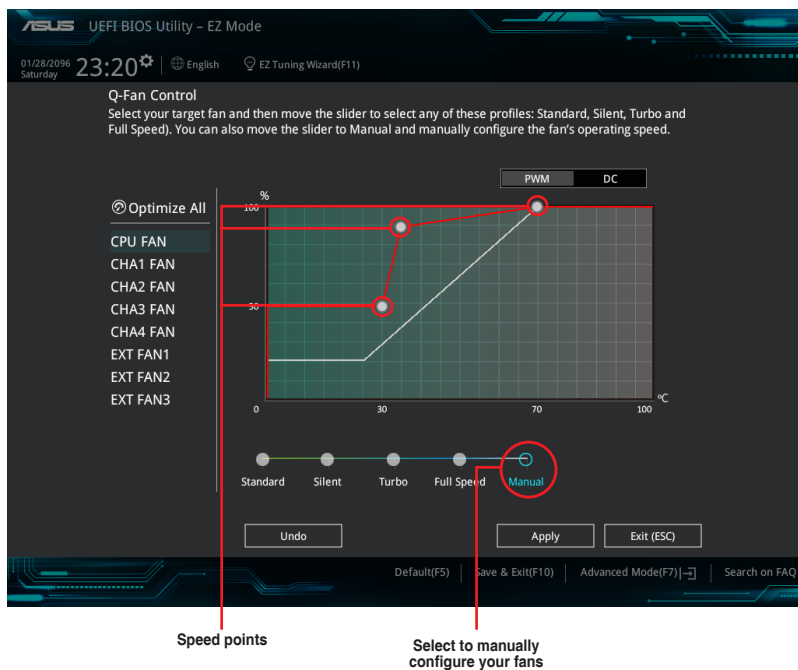 ASUS UEFI BIOS Utility – EZ Mode
01/28/2096
Saturday
23:20
English
EZ Tuning Wizard(F11)
Q-Fan Control
Select your target fan and then move the slider to select any of these profiles: Standard, Silent, Turbo and
Full Speed). You can also move the slider to Manual and manually configure the fan's operating speed.
PWM DC
Optimize All
CPU FAN
CHA1 FAN
CHA2 FAN
CHA3 FAN
CHA4 FAN
EXT FAN1
EXT FAN2
EXT FAN3
%
100
50
0 30 70 100
ºC
Standard Silent Turbo Full Speed Manual
Undo Apply Exit (ESC)
Default(F5) Save & Exit(F10) Advanced Mode(F7) Search on FAQ
Speed points
Select to manually
configure your fans